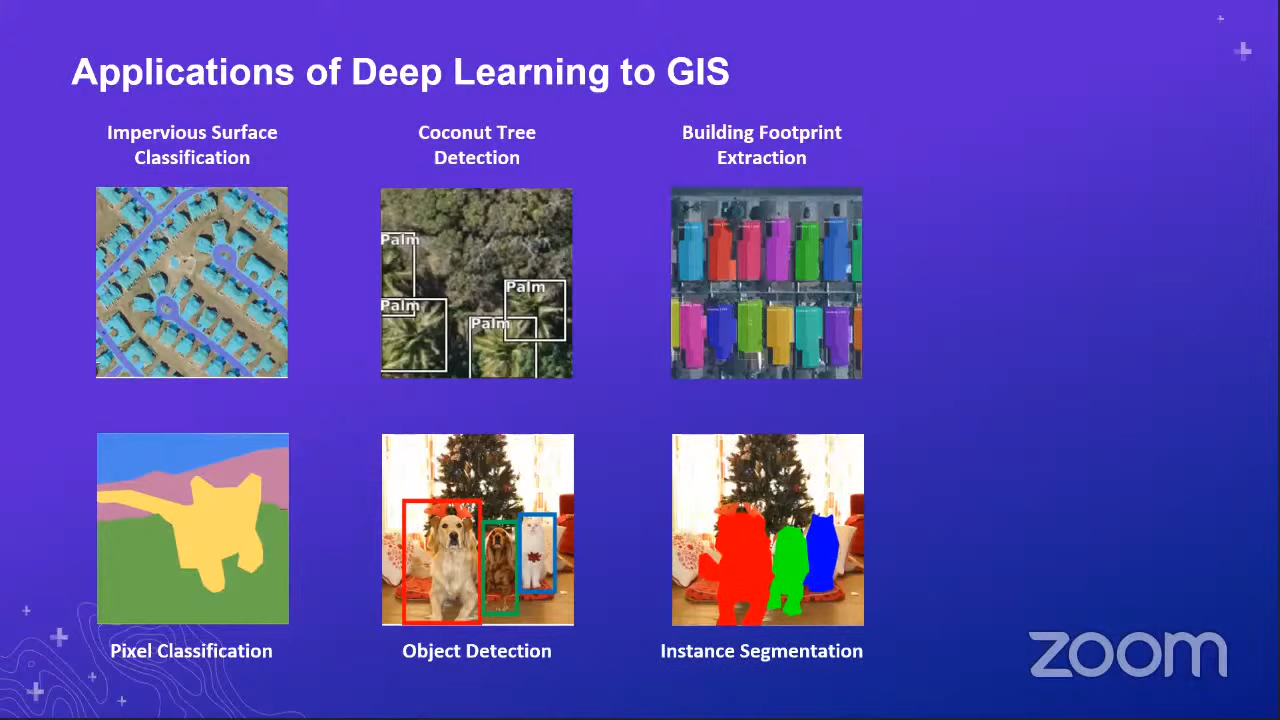 Applications of Deep Learning to GIS
Impervious Surface
Classification
Coconut Tree
Detection
Building Footprint
Extraction
Palm
Palm
Palm
Palm
Pixel Classification
Object Detection
Instance Segmentation
zoom